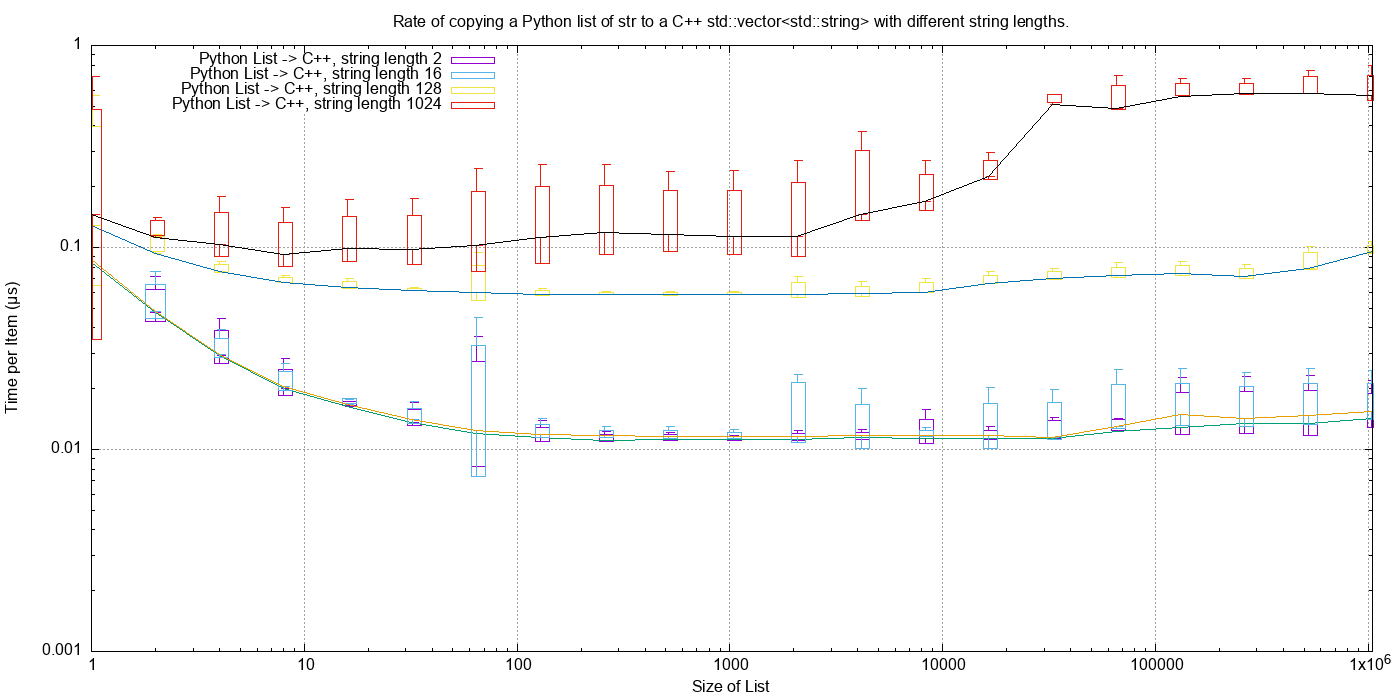 Rate of copying a Python list of str to a C++ std::vector<std::string> with different string lengths.
Python List -> C++, string length 2
Python List -> C++, string length 16
Python List -> C++, string length 128
Python List -> C++, string length 1024
Time per Item (µs)
1
0.1
0.01
0.001
1 10 100 1000 10000 100000 1x10⁶
Size of List